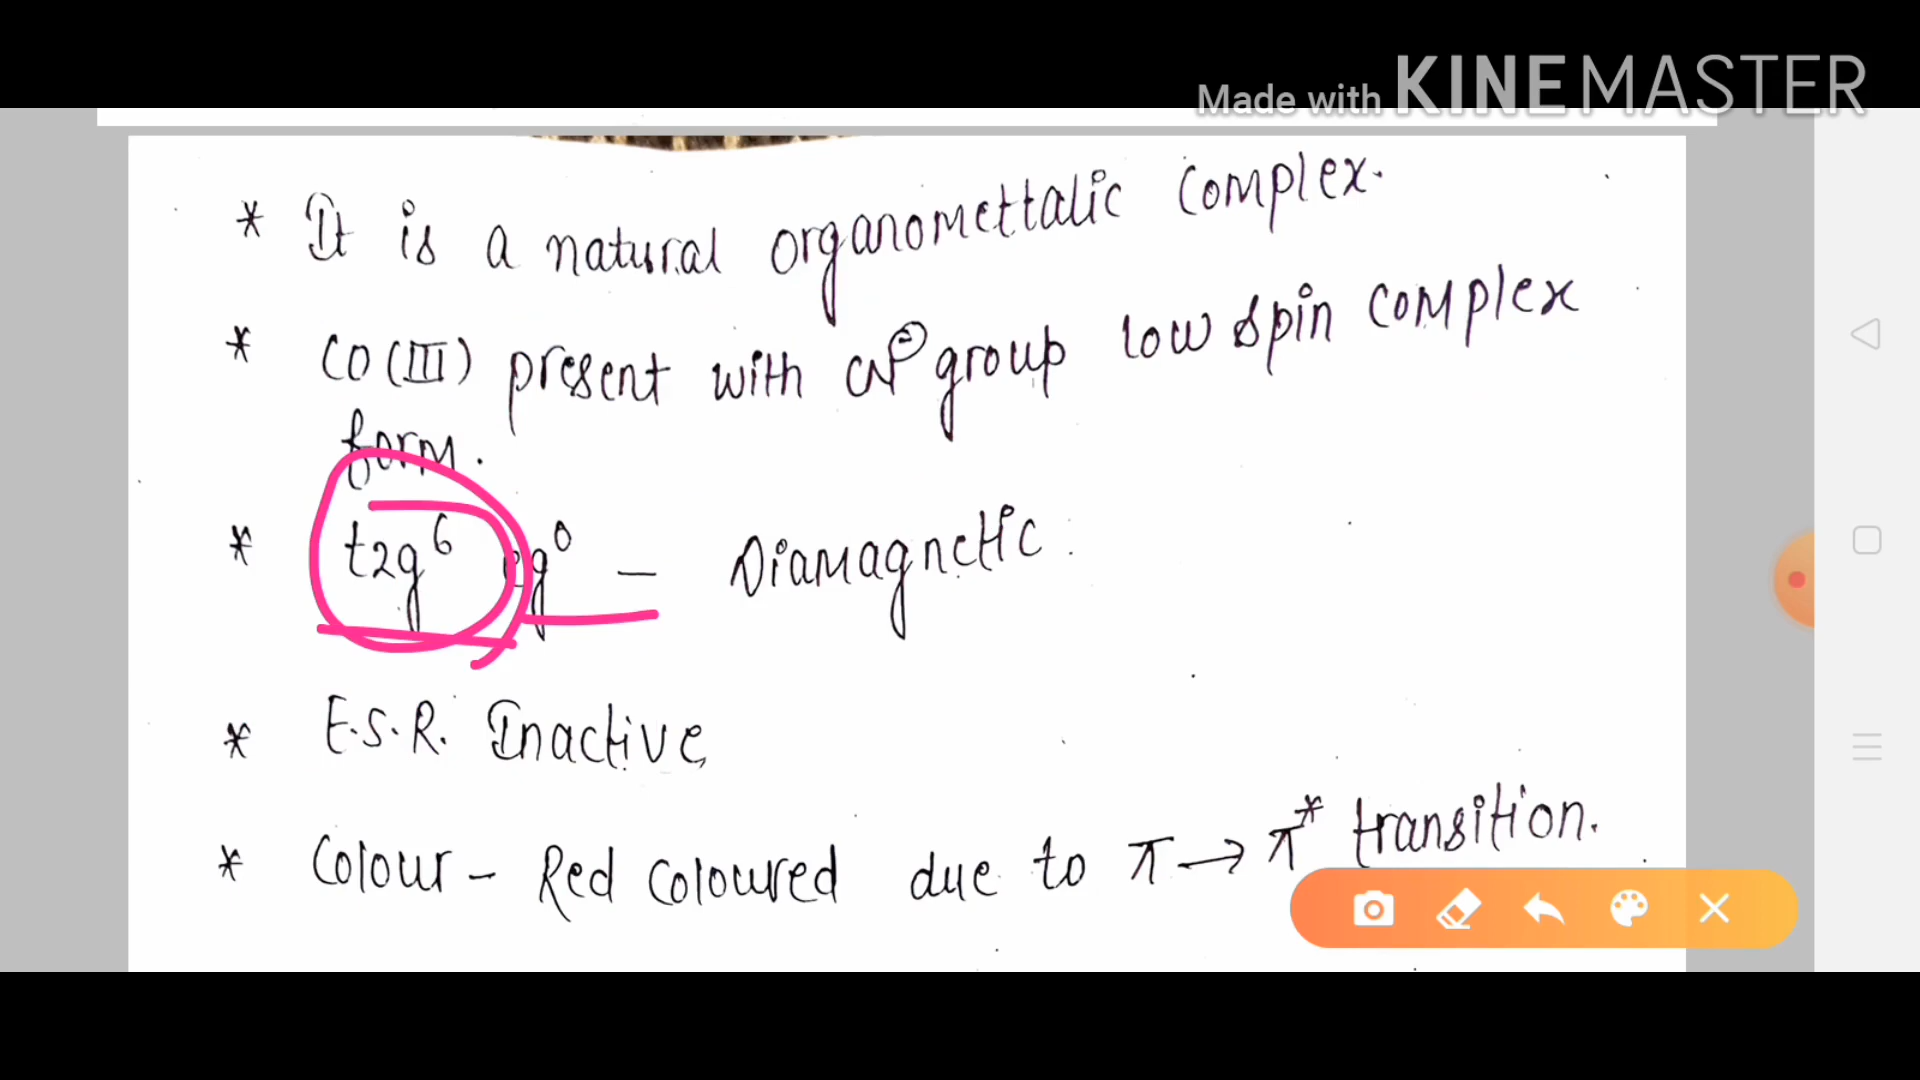 Made with KINEMASTER
* It is a natural organomettalic complex.
* CO (III) present with CN⊖ group low spin complex
form.
* t2g⁶ eg⁰ – Diamagnetic.
* E.S.R. Inactive,
* Colour – Red coloured due to π → π* transition.